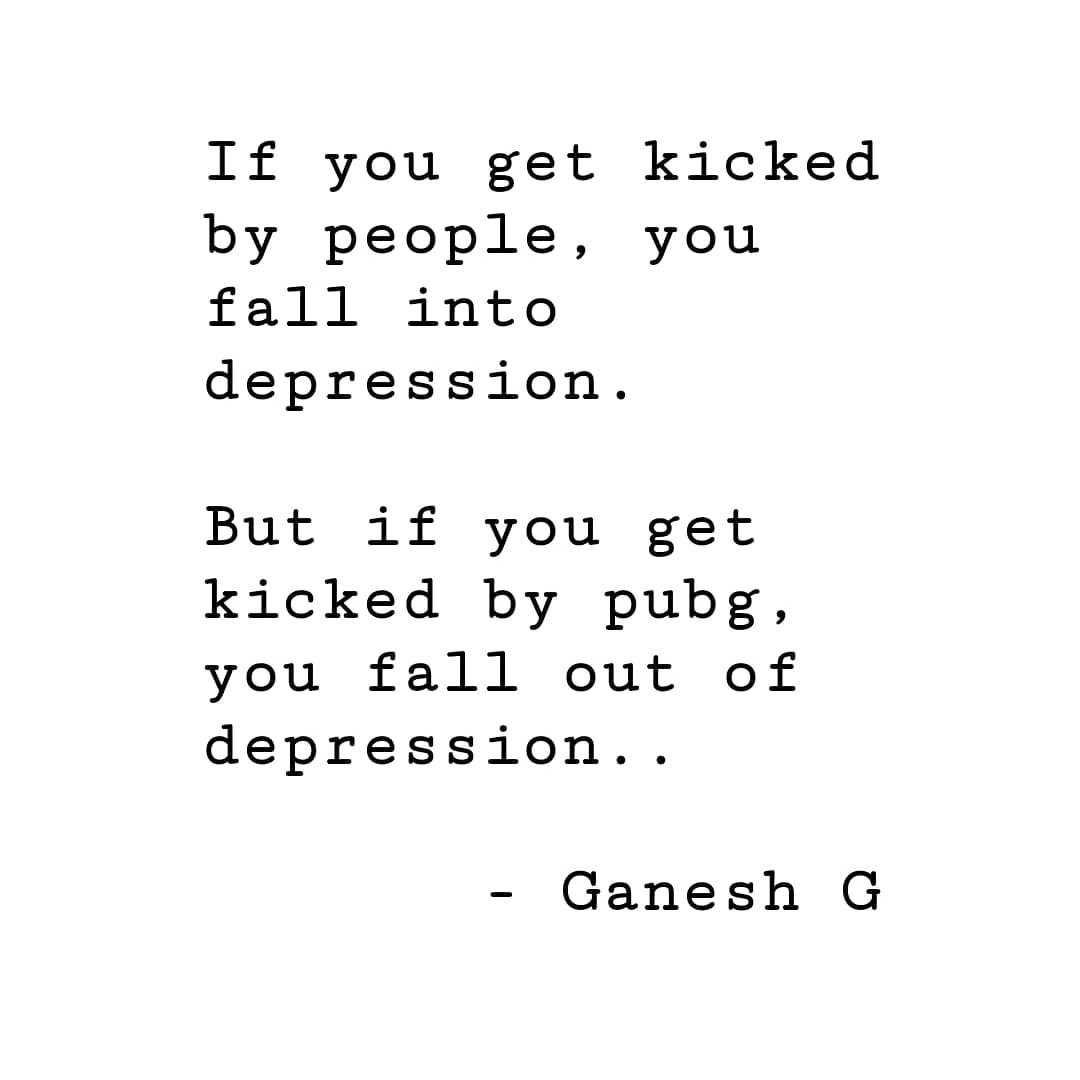 If you get kicked
by people, you
fall into
depression.
But if you get
kicked by pubg,
you fall out of
depression..
- Ganesh G